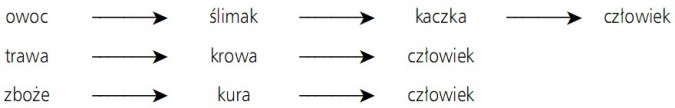 owoc ślimak kaczka człowiek
trawa krowa człowiek
zboże kura człowiek